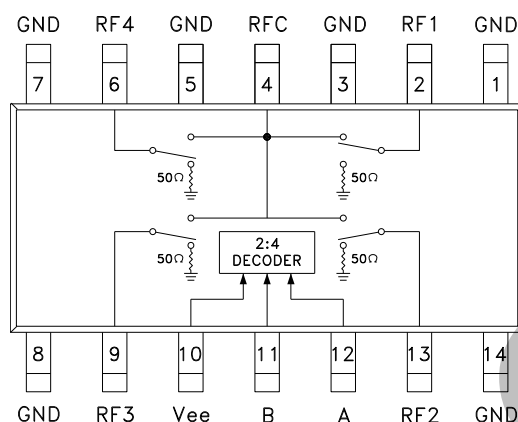 GND RF4 GND RFC GND RF1 GND
7 6 5 4 3 2 1
50Ω 50Ω
2:4
DECODER
50Ω 50Ω
8 9 10 11 12 13 14
GND RF3 Vee B A RF2 GND